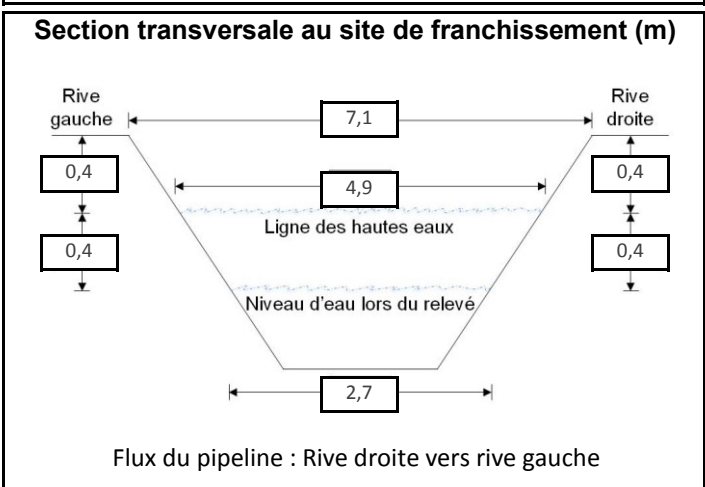 Section transversale au site de franchissement (m)
Rive
gauche
7,1
Rive
droite
0,4
4,9
0,4
Ligne des hautes eaux
0,4
0,4
Niveau d'eau lors du relevé
2,7
Flux du pipeline : Rive droite vers rive gauche